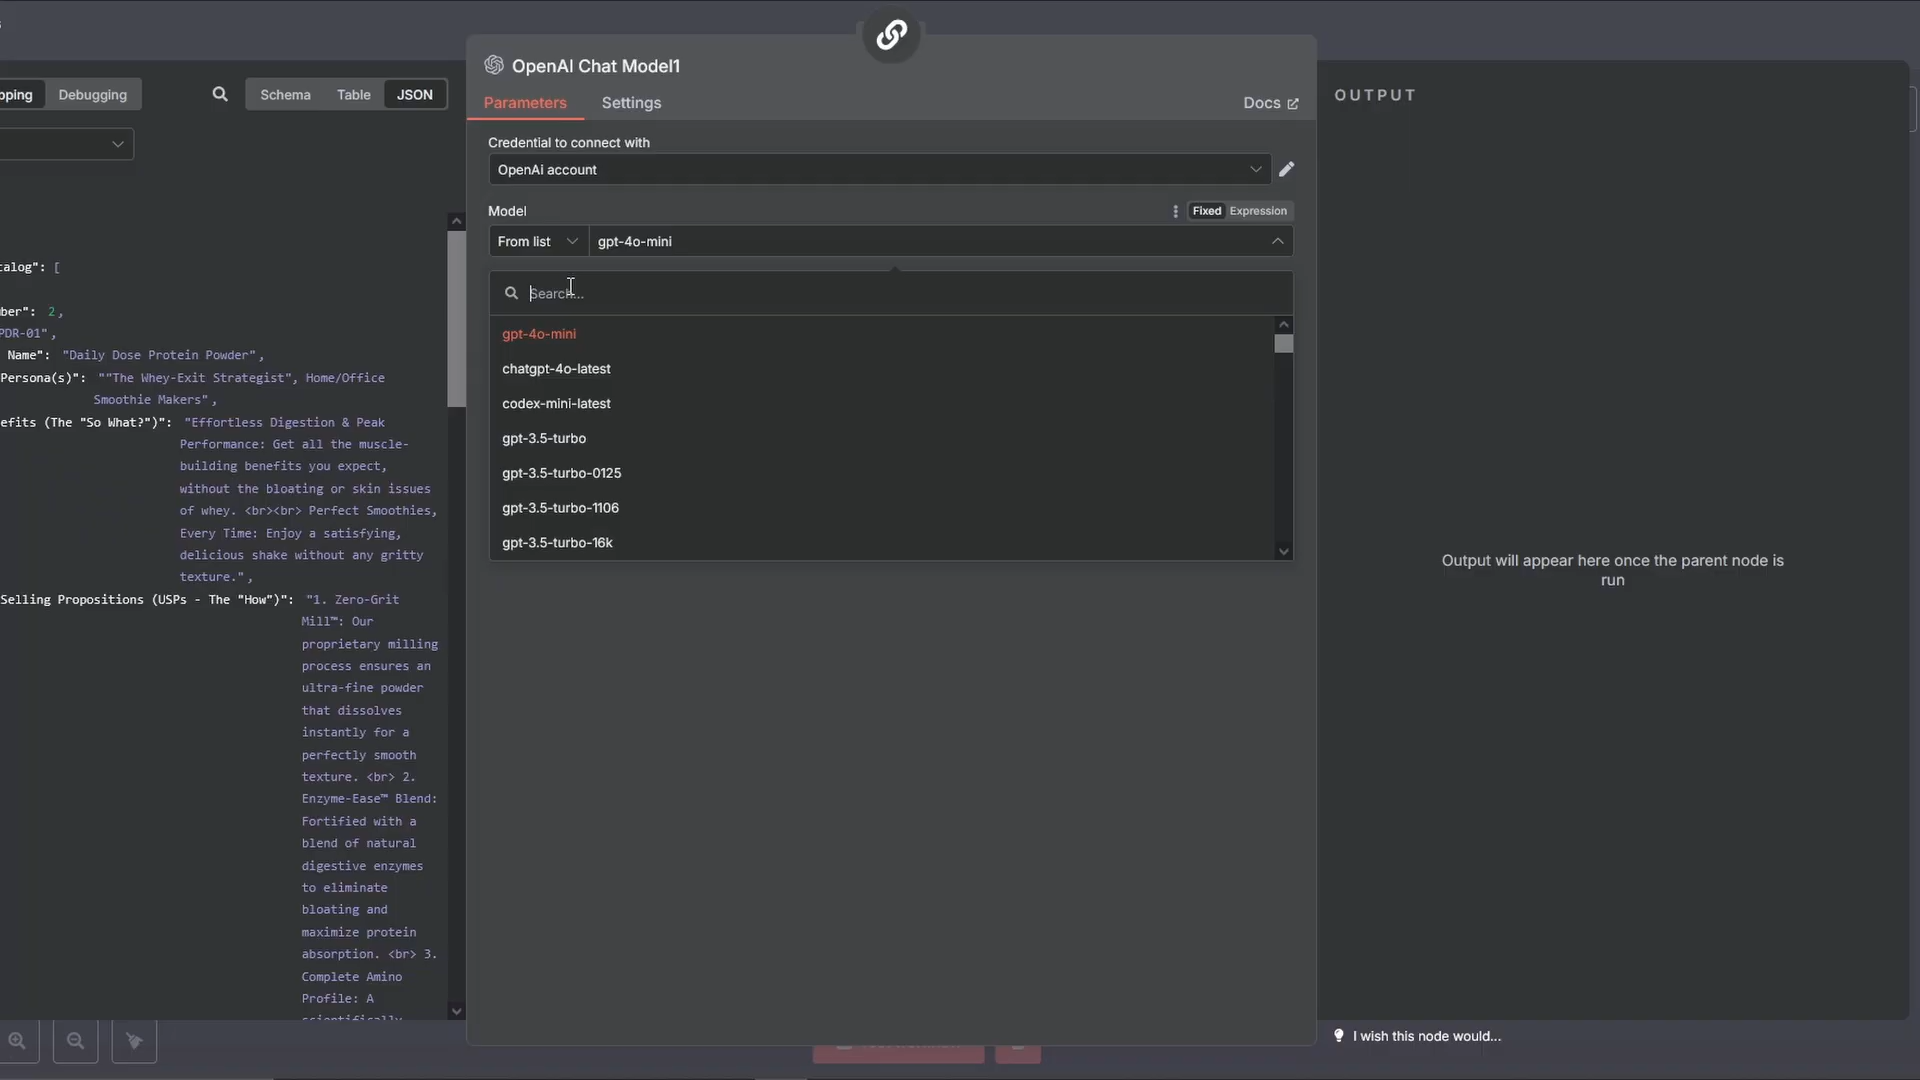 Debugging
Schema
Table
JSON
"Daily Dose Protein Powder",
Name":
Persona(s)": ""The Whey-Exit Strategist", Home/Office
Smoothie Makers",
(The "So What?")": "Effortless Digestion & Peak
Performance: Get all the muscle-
building benefits you expect,
without the bloating or skin issues
of whey. <br><br> Perfect Smoothies,
Every Time: Enjoy a satisfying,
delicious shake without any gritty
texture.",
Selling Propositions (USPs - The "How")": "1. Zero-Grit
Mill™: Our
proprietary milling
process ensures an
ultra-fine powder
that dissolves
instantly for a
perfectly smooth
texture. <br> 2.
Enzyme-Ease™ Blend:
Fortified with a
blend of natural
digestive enzymes
to eliminate
bloating and
maximize protein
absorption. <br> 3.
Complete Amino
Profile: A
OpenAI Chat Model1
Parameters
Settings
Docs
Credential to connect with
OpenAi account
Model
Fixed
Expression
From list
gpt-4o-mini
Search...
gpt-4o-mini
chatgpt-4o-latest
codex-mini-latest
gpt-3.5-turbo
gpt-3.5-turbo-0125
gpt-3.5-turbo-1106
gpt-3.5-turbo-16k
OUTPUT
Output will appear here once the parent node is
run
I wish this node would...